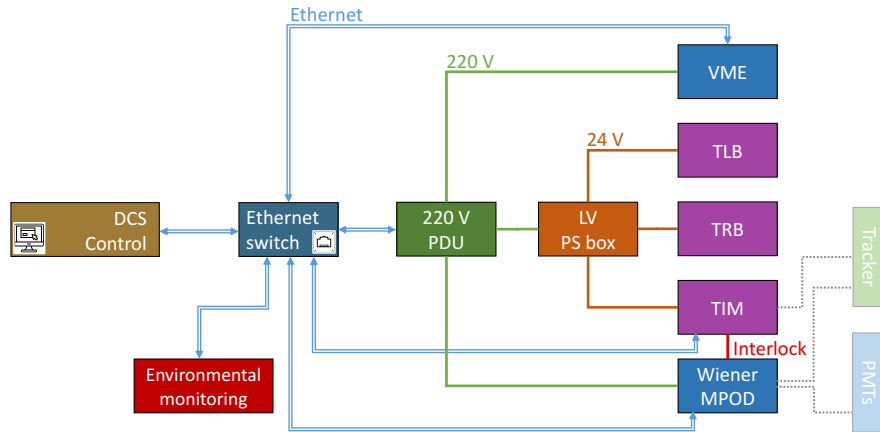 Ethernet
220 V
VME
24 V
TLB
DCS
Control
Ethernet
switch
220 V
PDU
LV
PS box
TRB
Tracker
TIM
Interlock
Environmental
monitoring
Wiener
MPOD
PMTs